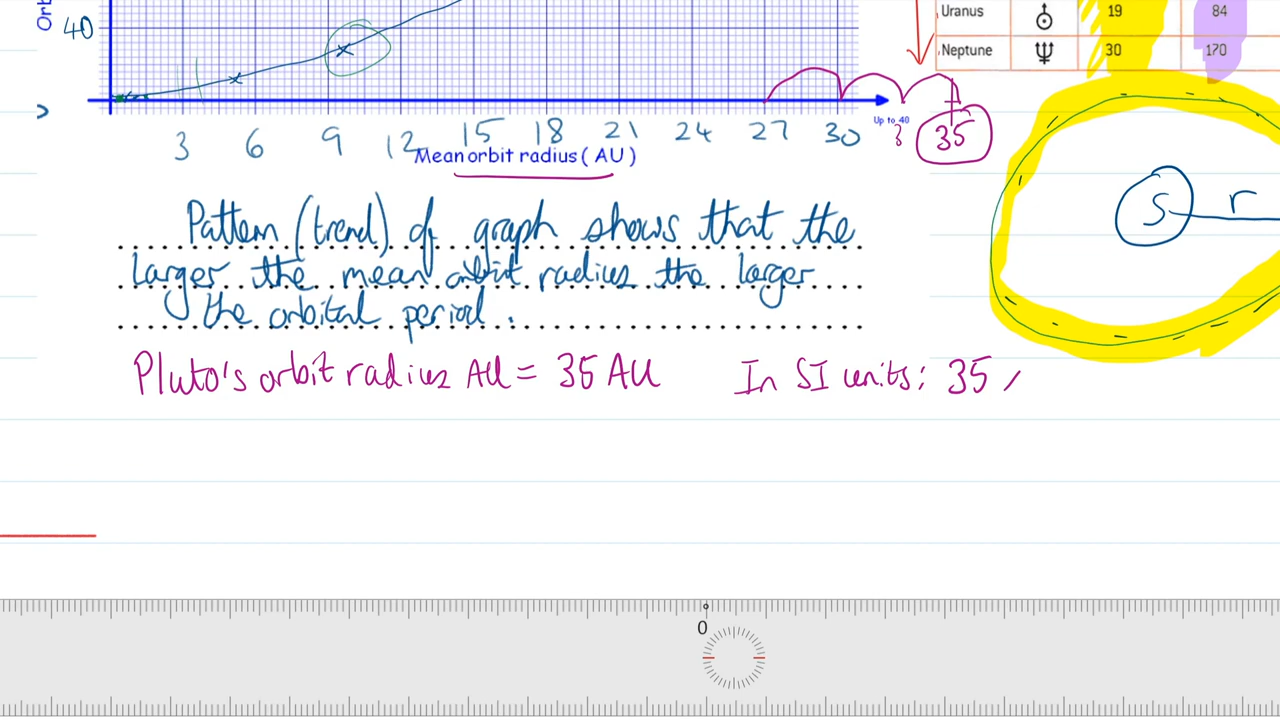 Orb
40
3 6 9 12 15 18 21 24 27 30 35
Up to 40
Mean orbit radius ( AU )
Uranus 19 84
Neptune 30 170
S r
Pattern (trend) of graph shows that the
larger the mean orbit radius the larger
the orbital period.
Pluto's orbit radius AU = 35 AU In SI units: 35
0